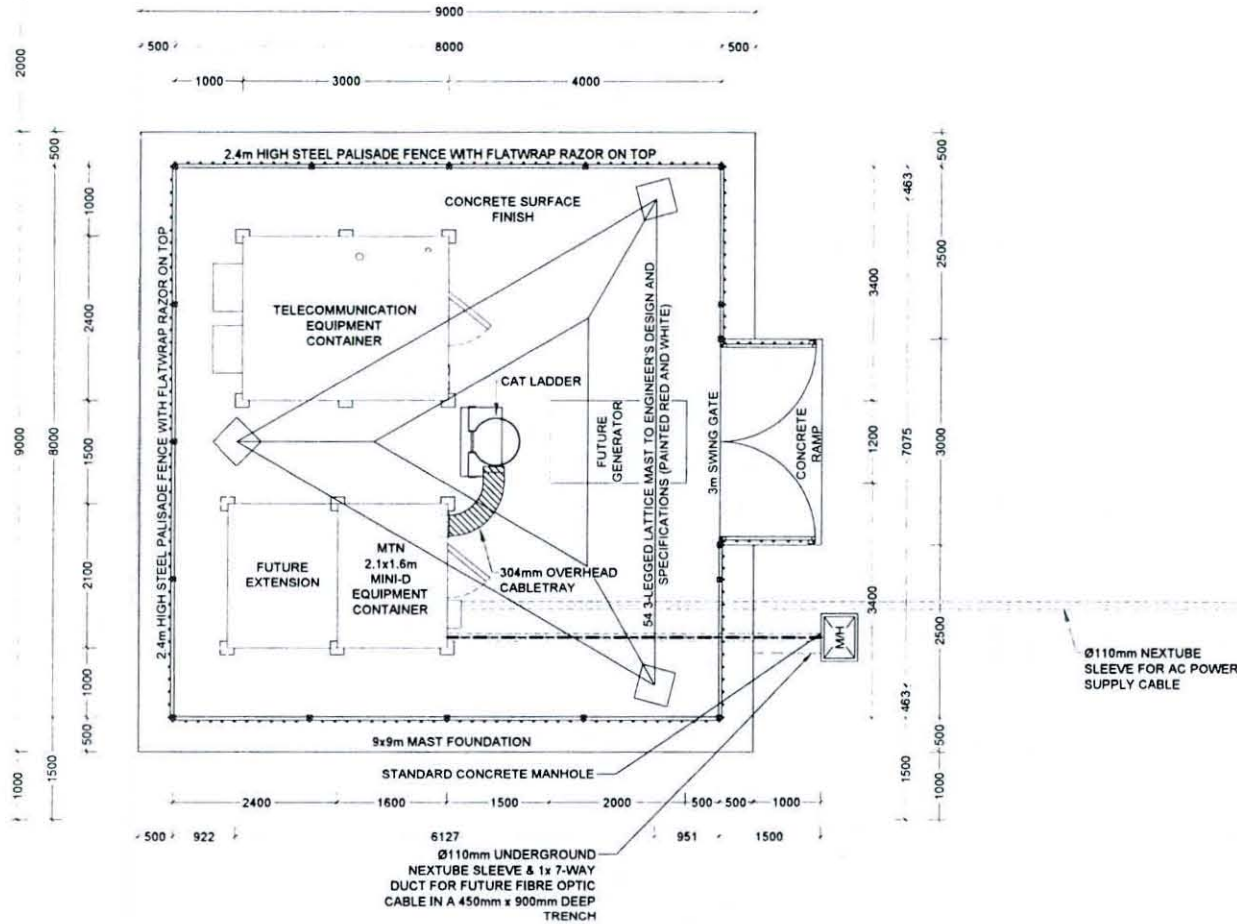 9000
500
8000
500
1000
3000
4000
2000
9000
1000
500
8000
1500
1000
2400
1500
2100
1000
500
2.4m HIGH STEEL PALISADE FENCE WITH FLATWRAP RAZOR ON TOP
2.4m HIGH STEEL PALISADE FENCE WITH FLATWRAP RAZOR ON TOP
CONCRETE SURFACE
FINISH
TELECOMMUNICATION
EQUIPMENT
CONTAINER
CAT LADDER
FUTURE
GENERATOR
54 3-LEGGED LATTICE MAST TO ENGINEER'S DESIGN AND
SPECIFICATIONS (PAINTED RED AND WHITE)
3m SWING GATE
CONCRETE
RAMP
FUTURE
EXTENSION
MTN
2.1x1.6m
MINI-D
EQUIPMENT
CONTAINER
304mm OVERHEAD
CABLETRAY
M/H
Ø110mm NEXTUBE
SLEEVE FOR AC POWER
SUPPLY CABLE
3400
1200
3400
463
7075
463
1500
500
2500
3000
2500
500
1000
9x9m MAST FOUNDATION
STANDARD CONCRETE MANHOLE
2400
1600
1500
2000
500
500
1000
500
922
6127
951
1500
Ø110mm UNDERGROUND
NEXTUBE SLEEVE & 1x 7-WAY
DUCT FOR FUTURE FIBRE OPTIC
CABLE IN A 450mm x 900mm DEEP
TRENCH